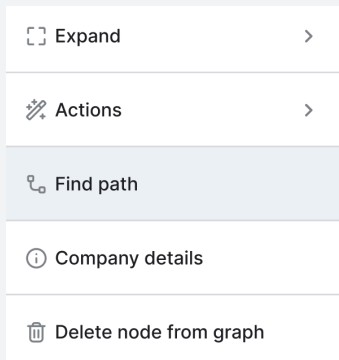 Expand
Actions
Find path
Company details
Delete node from graph